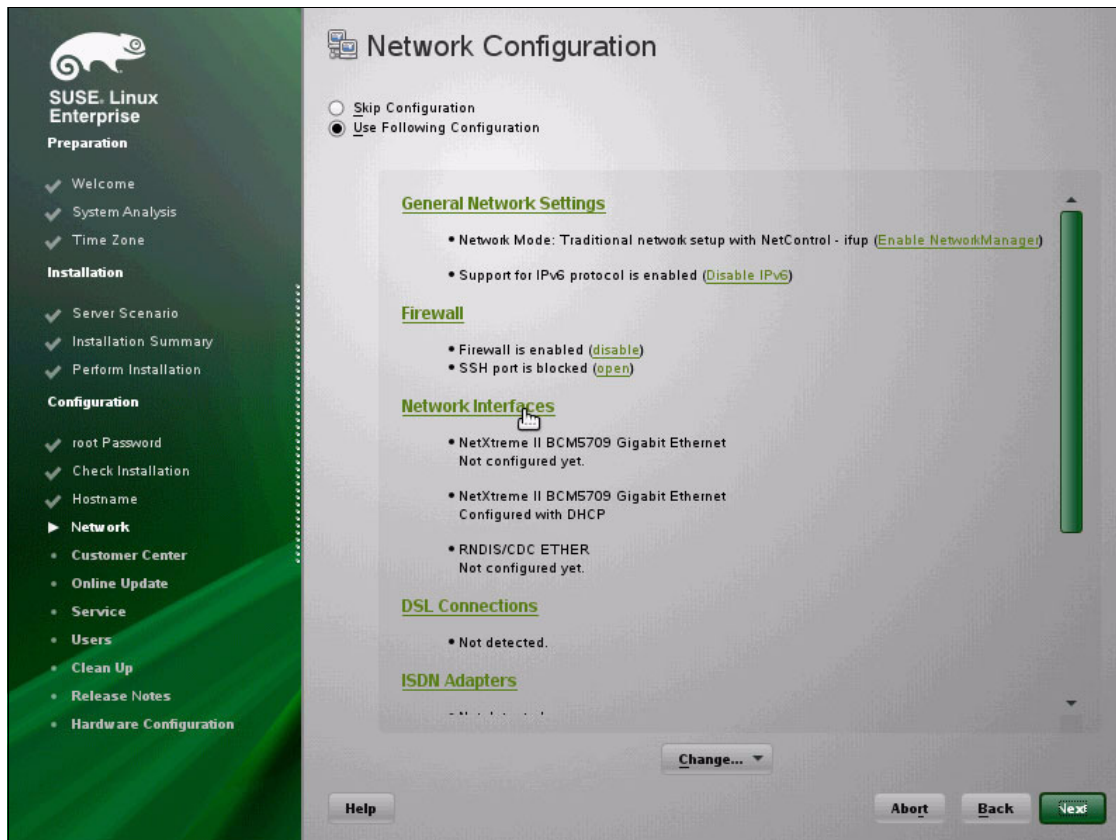 SUSE. Linux
Enterprise
Preparation
Welcome
System Analysis
Time Zone
Installation
Server Scenario
Installation Summary
Perform Installation
Configuration
root Password
Check Installation
Hostname
Network
Customer Center
Online Update
Service
Users
Clean Up
Release Notes
Hardware Configuration
Network Configuration
Skip Configuration
Use Following Configuration
General Network Settings
• Network Mode: Traditional network setup with NetControl - ifup (Enable NetworkManager)
• Support for IPv6 protocol is enabled (Disable IPv6)
Firewall
• Firewall is enabled (disable)
• SSH port is blocked (open)
Network Interfaces
• NetXtreme II BCM5709 Gigabit Ethernet
Not configured yet.
• NetXtreme II BCM5709 Gigabit Ethernet
Configured with DHCP
• RNDIS/CDC ETHER
Not configured yet.
DSL Connections
• Not detected.
ISDN Adapters
Change...
Help
Abort
Back
Next